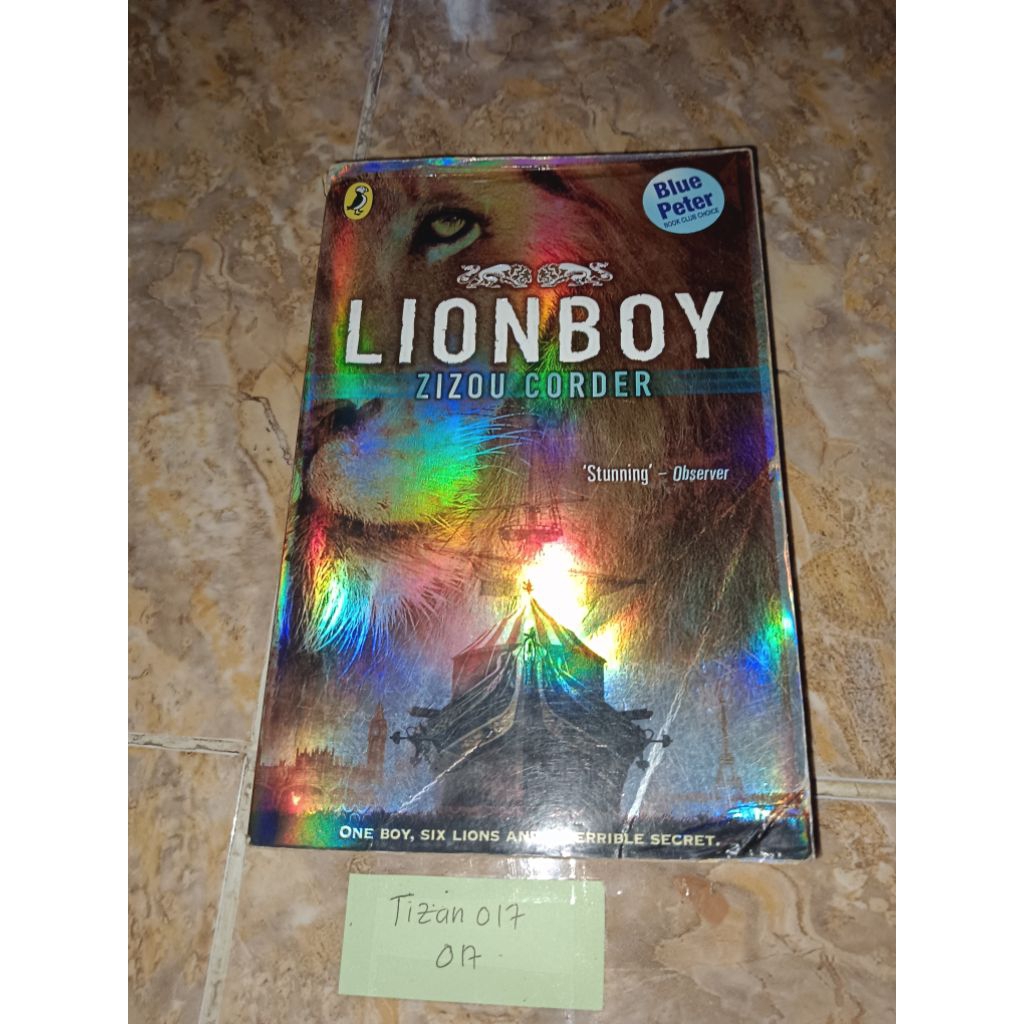 Blue
Peter
BOOK CLUB CHOICE
LIONBOY
ZIZOU CORDER
'Stunning' – Observer
ONE BOY, SIX LIONS AND TERRIBLE SECRET.
Tizan 017
017